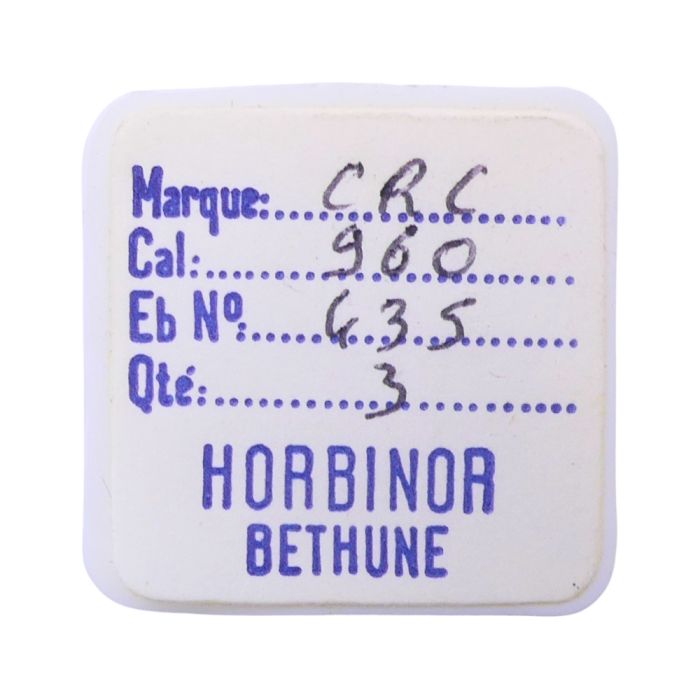 Marque: CRC
Cal: 960
Eb Nº: 435
Qté: 3
HORBINOR
BETHUNE